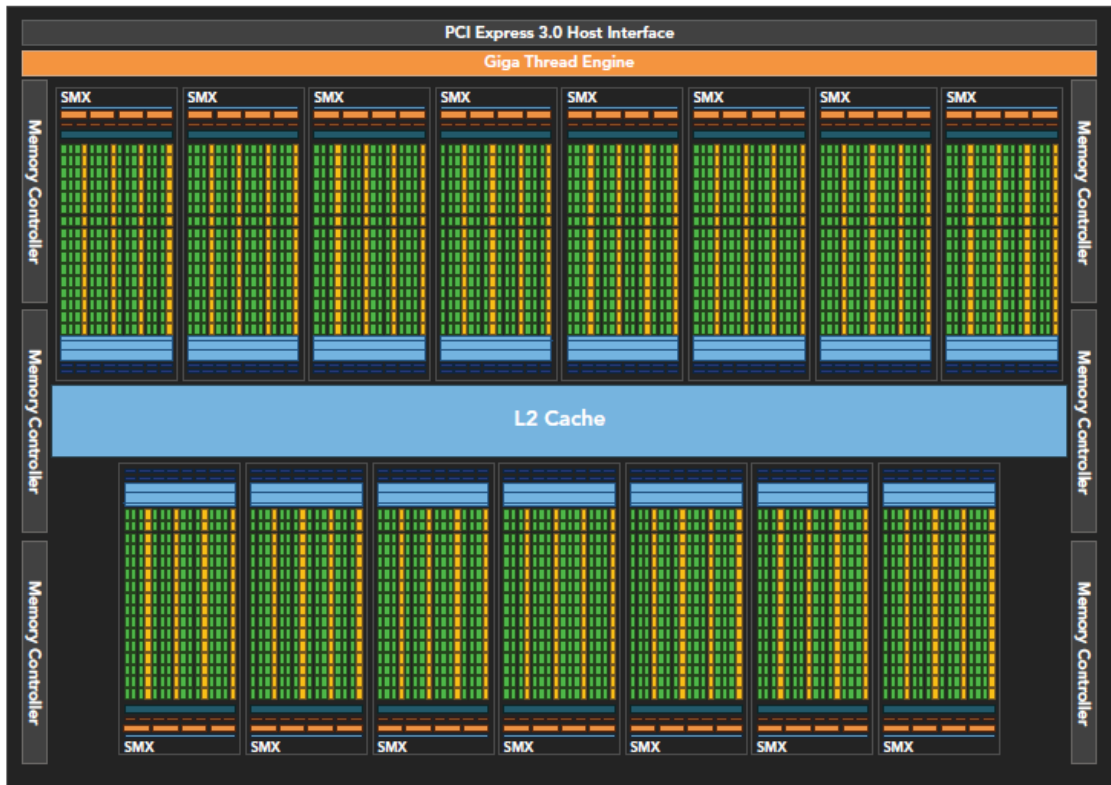 PCI Express 3.0 Host Interface
Giga Thread Engine
SMX SMX SMX SMX SMX SMX SMX SMX
Memory Controller
Memory Controller
Memory Controller
Memory Controller
L2 Cache
Memory Controller
Memory Controller
SMX SMX SMX SMX SMX SMX SMX